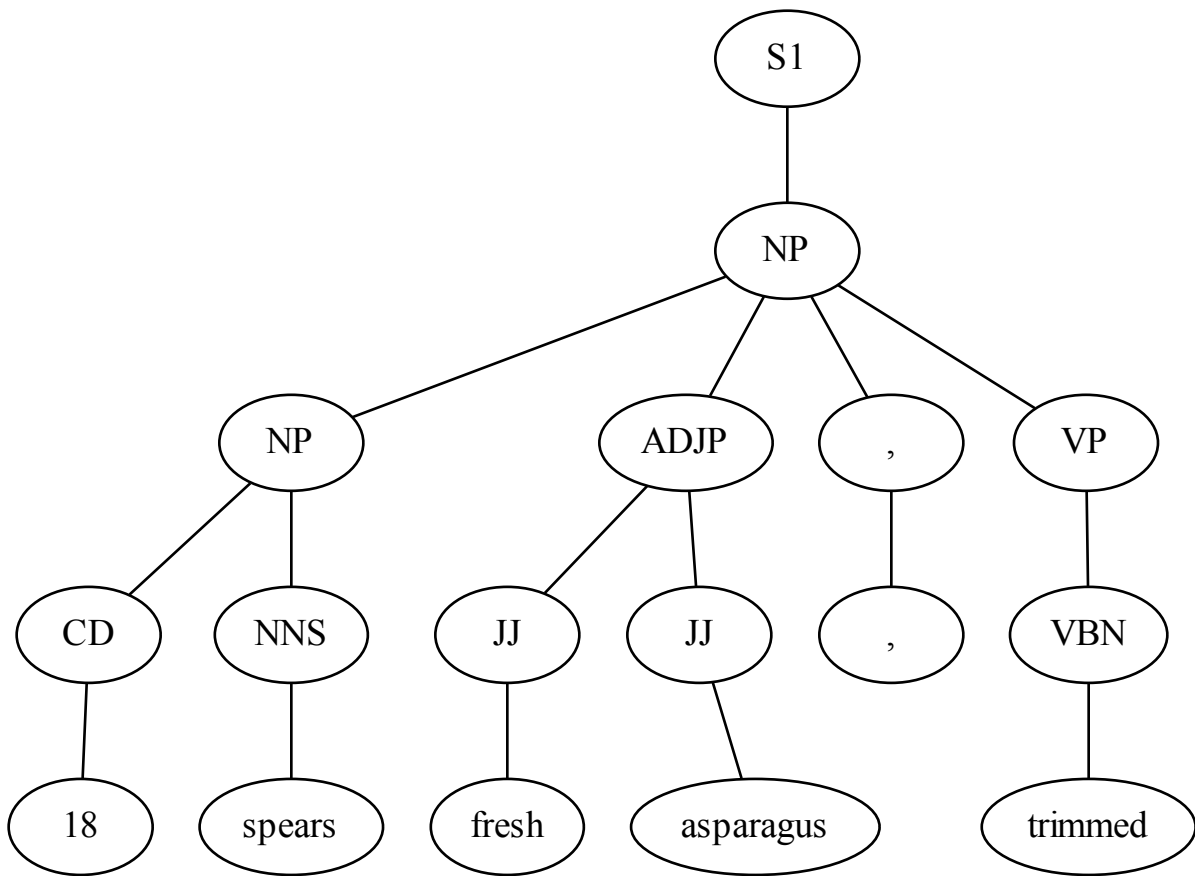 S1
NP
NP ADJP , VP
CD NNS JJ JJ , VBN
18 spears fresh asparagus trimmed